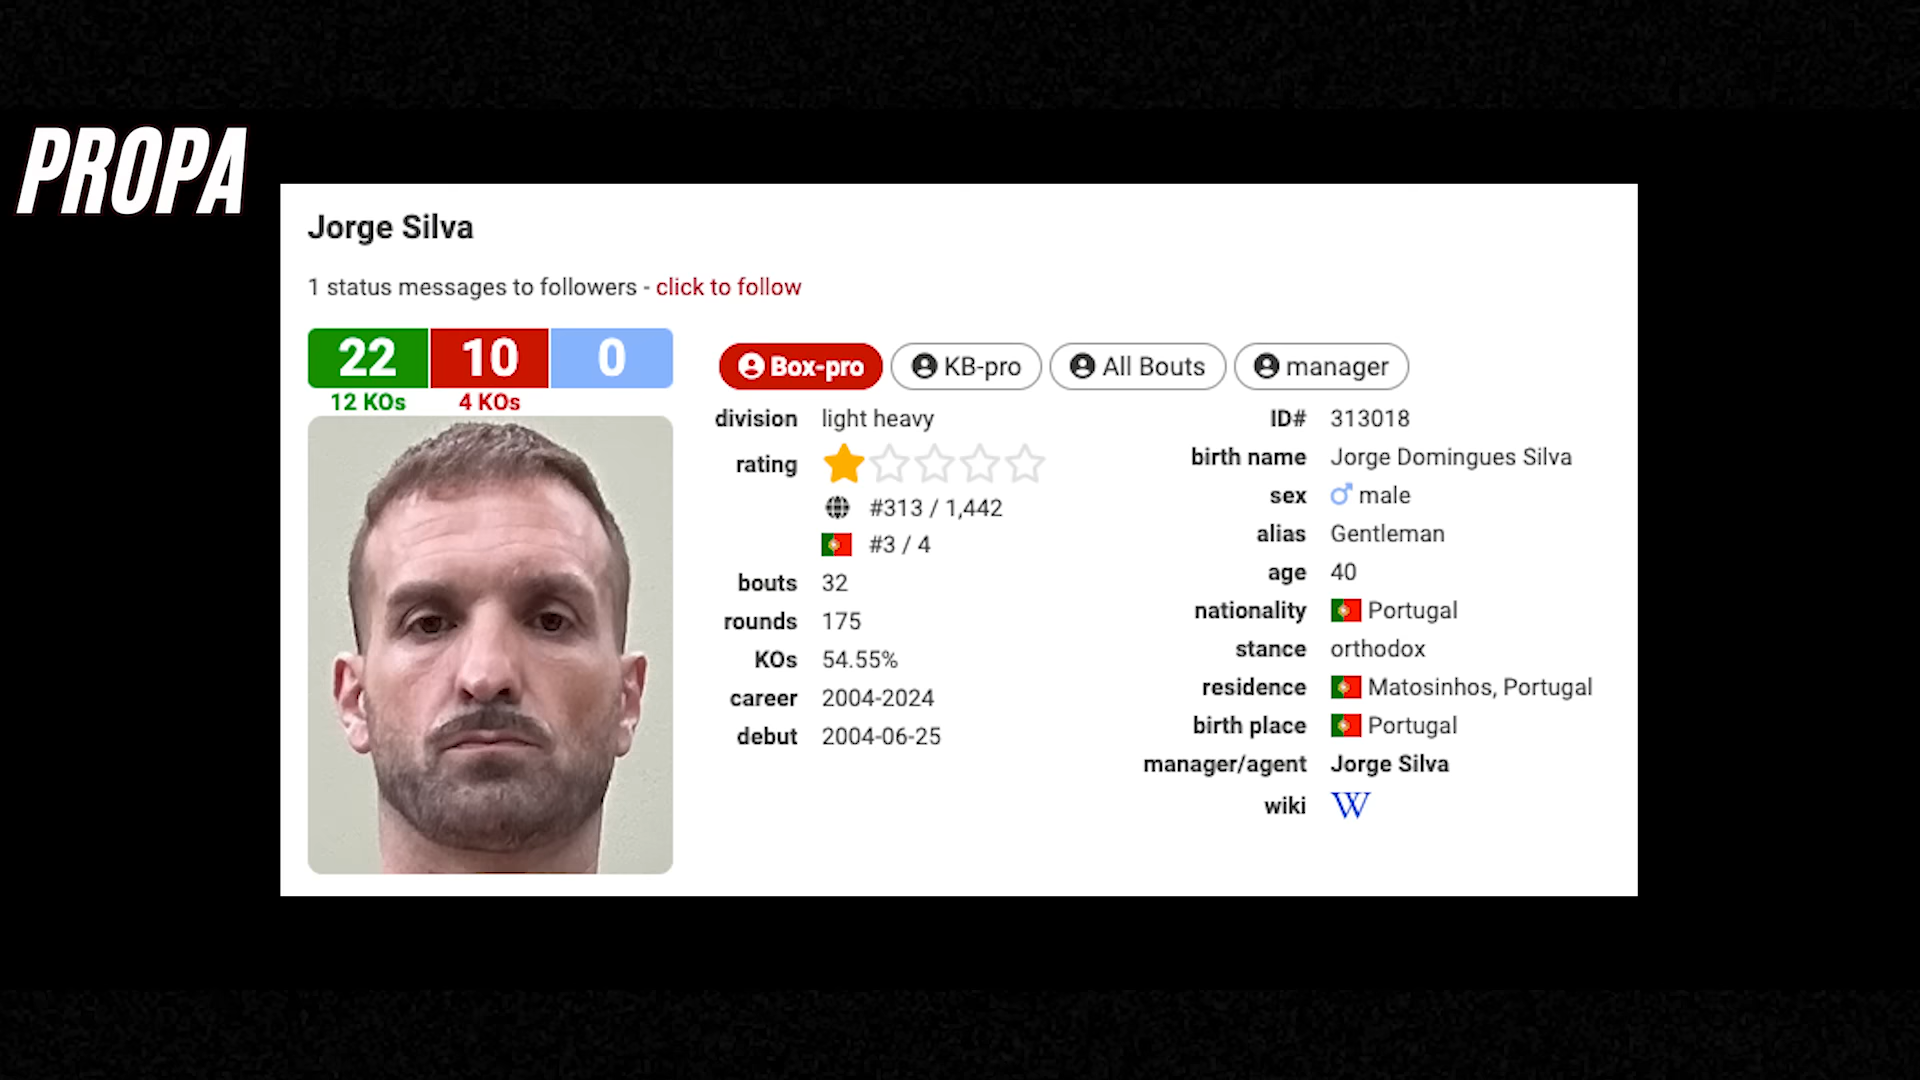 PROPA
Jorge Silva
1 status messages to followers - click to follow
22 10 0
12 KOs 4 KOs
Box-pro KB-pro All Bouts manager
division light heavy
rating
#313 / 1,442
#3 / 4
bouts 32
rounds 175
KOs 54.55%
career 2004-2024
debut 2004-06-25
ID# 313018
birth name Jorge Domingues Silva
sex male
alias Gentleman
age 40
nationality Portugal
stance orthodox
residence Matosinhos, Portugal
birth place Portugal
manager/agent Jorge Silva
wiki W